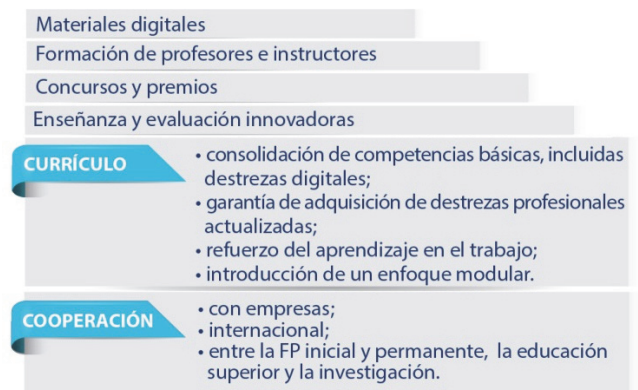 Materiales digitales
Formación de profesores e instructores
Concursos y premios
Enseñanza y evaluación innovadoras
CURRÍCULO
• consolidación de competencias básicas, incluidas
destrezas digitales;
• garantía de adquisición de destrezas profesionales
actualizadas;
• refuerzo del aprendizaje en el trabajo;
• introducción de un enfoque modular.
COOPERACIÓN
• con empresas;
• internacional;
• entre la FP inicial y permanente, la educación
superior y la investigación.